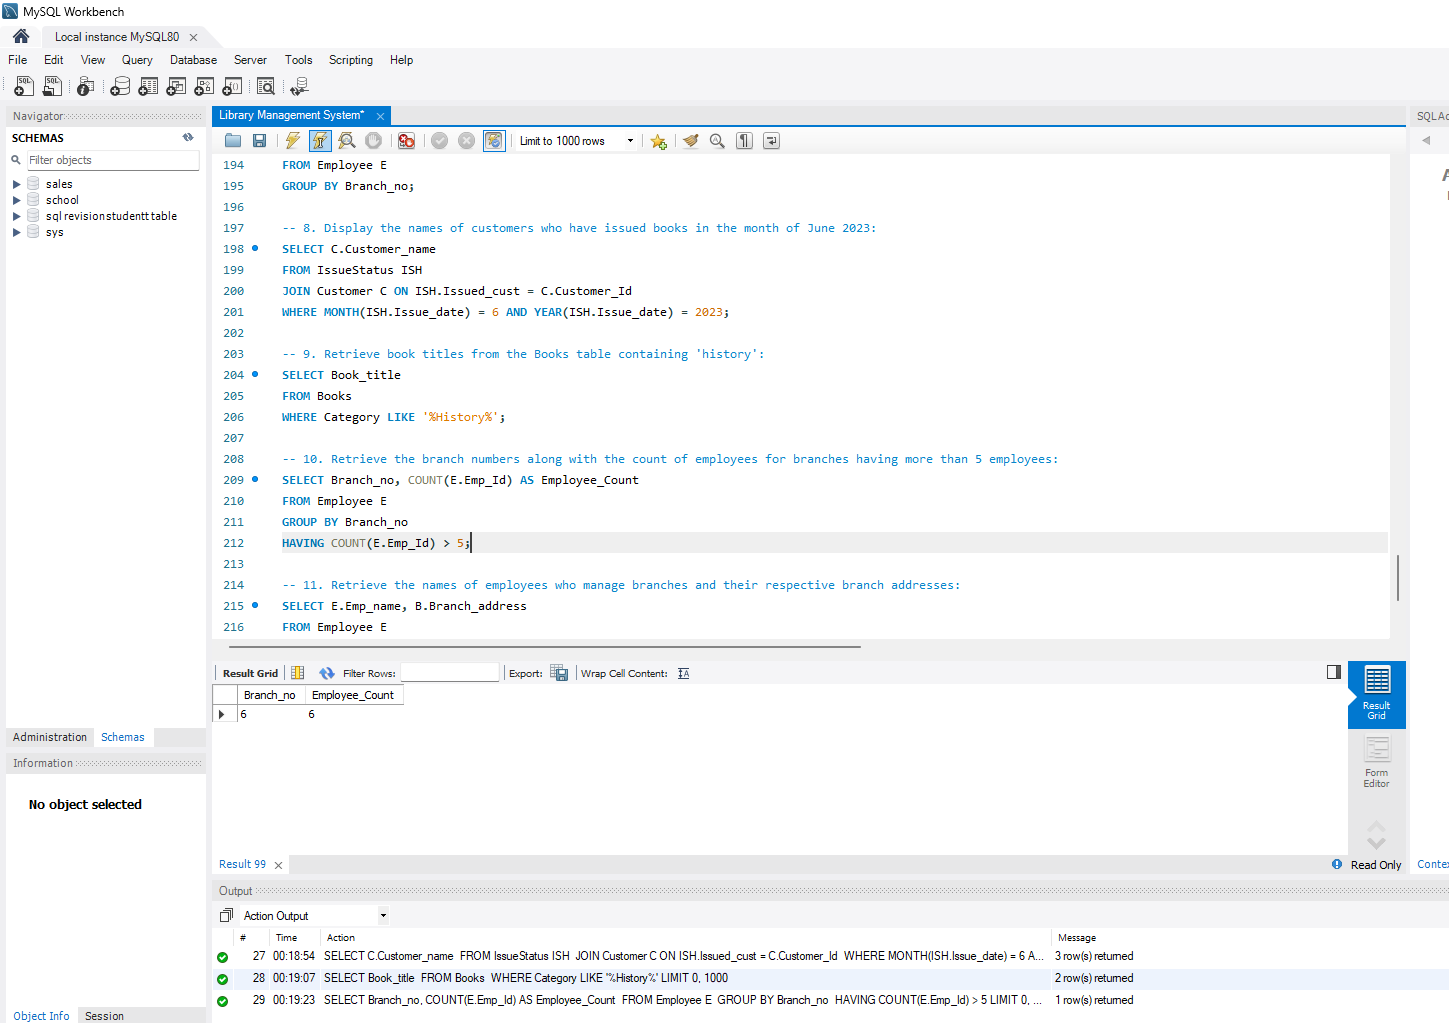 MySQL Workbench
Local instance MySQL80
File Edit View Query Database Server Tools Scripting Help
Navigator
SCHEMAS
Filter objects
sales
school
sql revision studentt table
sys
Administration Schemas
Information
No object selected
Object Info Session
Library Management System*
Limit to 1000 rows
194 FROM Employee E
195 GROUP BY Branch_no;
196
197 -- 8. Display the names of customers who have issued books in the month of June 2023:
198 SELECT C.Customer_name
199 FROM IssueStatus ISH
200 JOIN Customer C ON ISH.Issued_cust = C.Customer_Id
201 WHERE MONTH(ISH.Issue_date) = 6 AND YEAR(ISH.Issue_date) = 2023;
202
203 -- 9. Retrieve book titles from the Books table containing 'history':
204 SELECT Book_title
205 FROM Books
206 WHERE Category LIKE '%History%';
207
208 -- 10. Retrieve the branch numbers along with the count of employees for branches having more than 5 employees:
209 SELECT Branch_no, COUNT(E.Emp_Id) AS Employee_Count
210 FROM Employee E
211 GROUP BY Branch_no
212 HAVING COUNT(E.Emp_Id) > 5;
213
214 -- 11. Retrieve the names of employees who manage branches and their respective branch addresses:
215 SELECT E.Emp_name, B.Branch_address
216 FROM Employee E
Result Grid Filter Rows: Export: Wrap Cell Content:
Branch_no Employee_Count
6 6
Result Grid
Form Editor
Result 99
Read Only
Output
Action Output
# Time Action Message
27 00:18:54 SELECT C.Customer_name FROM IssueStatus ISH JOIN Customer C ON ISH.Issued_cust = C.Customer_Id WHERE MONTH(ISH.Issue_date) = 6 A... 3 row(s) returned
28 00:19:07 SELECT Book_title FROM Books WHERE Category LIKE '%History%' LIMIT 0, 1000 2 row(s) returned
29 00:19:23 SELECT Branch_no, COUNT(E.Emp_Id) AS Employee_Count FROM Employee E GROUP BY Branch_no HAVING COUNT(E.Emp_Id) > 5 LIMIT 0, ... 1 row(s) returned